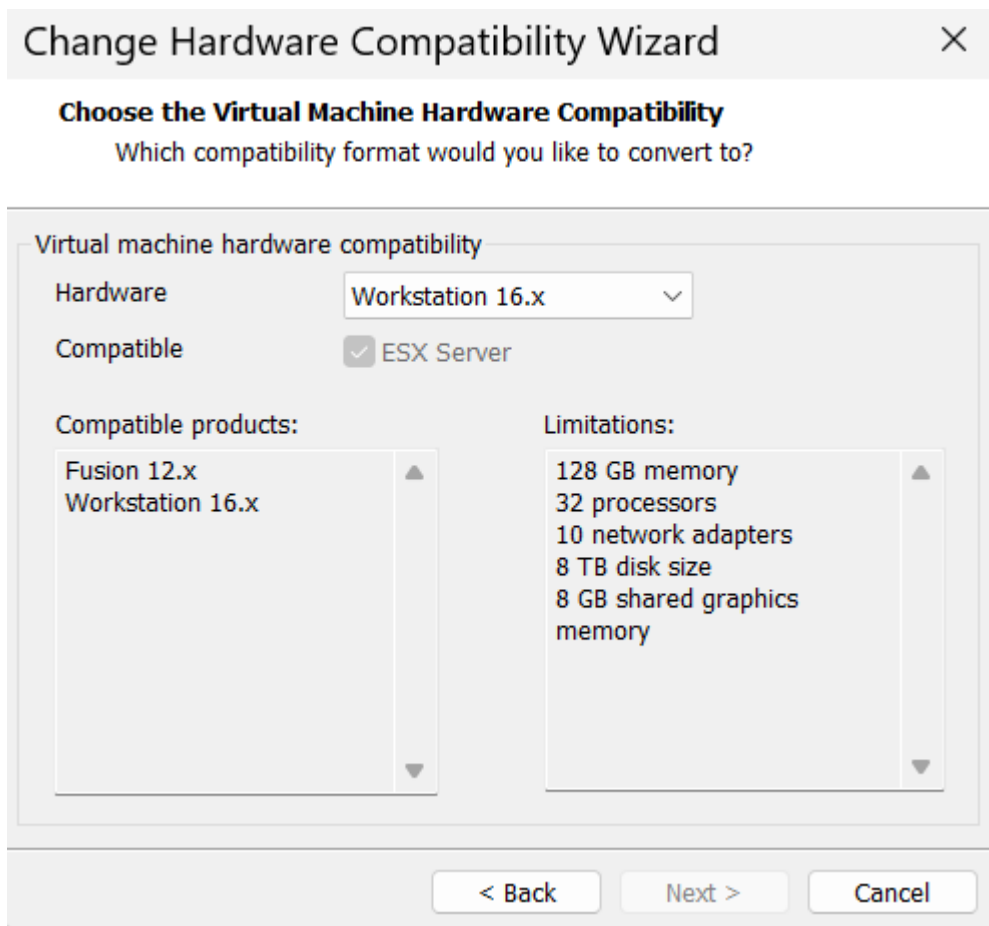 Change Hardware Compatibility Wizard
Choose the Virtual Machine Hardware Compatibility
Which compatibility format would you like to convert to?
Virtual machine hardware compatibility
Hardware
Workstation 16.x
Compatible
ESX Server
Compatible products:
Fusion 12.x
Workstation 16.x
Limitations:
128 GB memory
32 processors
10 network adapters
8 TB disk size
8 GB shared graphics
memory
< Back
Next >
Cancel